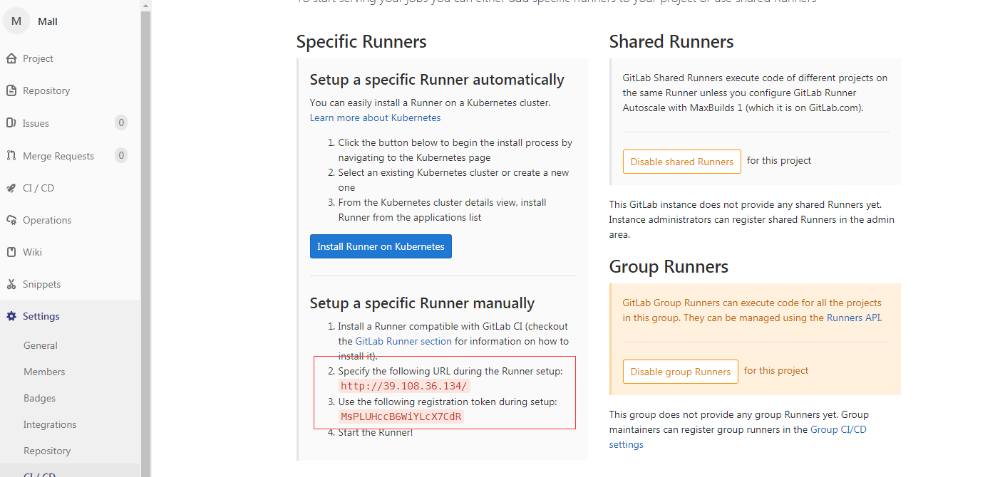 To start serving your jobs you can either add specific Runners to your project or use shared Runners
M
Mall
Project
Repository
Issues 0
Merge Requests 0
CI / CD
Operations
Wiki
Snippets
Settings
General
Members
Badges
Integrations
Repository
CI / CD
Specific Runners
Setup a specific Runner automatically
You can easily install a Runner on a Kubernetes cluster.
Learn more about Kubernetes
1. Click the button below to begin the install process by
navigating to the Kubernetes page
2. Select an existing Kubernetes cluster or create a new
one
3. From the Kubernetes cluster details view, install
Runner from the applications list
Install Runner on Kubernetes
Setup a specific Runner manually
1. Install a Runner compatible with GitLab CI (checkout
the GitLab Runner section for information on how to
install it).
2. Specify the following URL during the Runner setup:
http://39.108.36.134/
3. Use the following registration token during setup:
MsPLUHccB6WiYLcX7CdR
4. Start the Runner!
Shared Runners
GitLab Shared Runners execute code of different projects on
the same Runner unless you configure GitLab Runner
Autoscale with MaxBuilds 1 (which it is on GitLab.com).
Disable shared Runners for this project
This GitLab instance does not provide any shared Runners yet.
Instance administrators can register shared Runners in the admin
area.
Group Runners
GitLab Group Runners can execute code for all the projects
in this group. They can be managed using the Runners API.
Disable group Runners for this project
This group does not provide any group Runners yet. Group
maintainers can register group runners in the Group CI/CD
settings